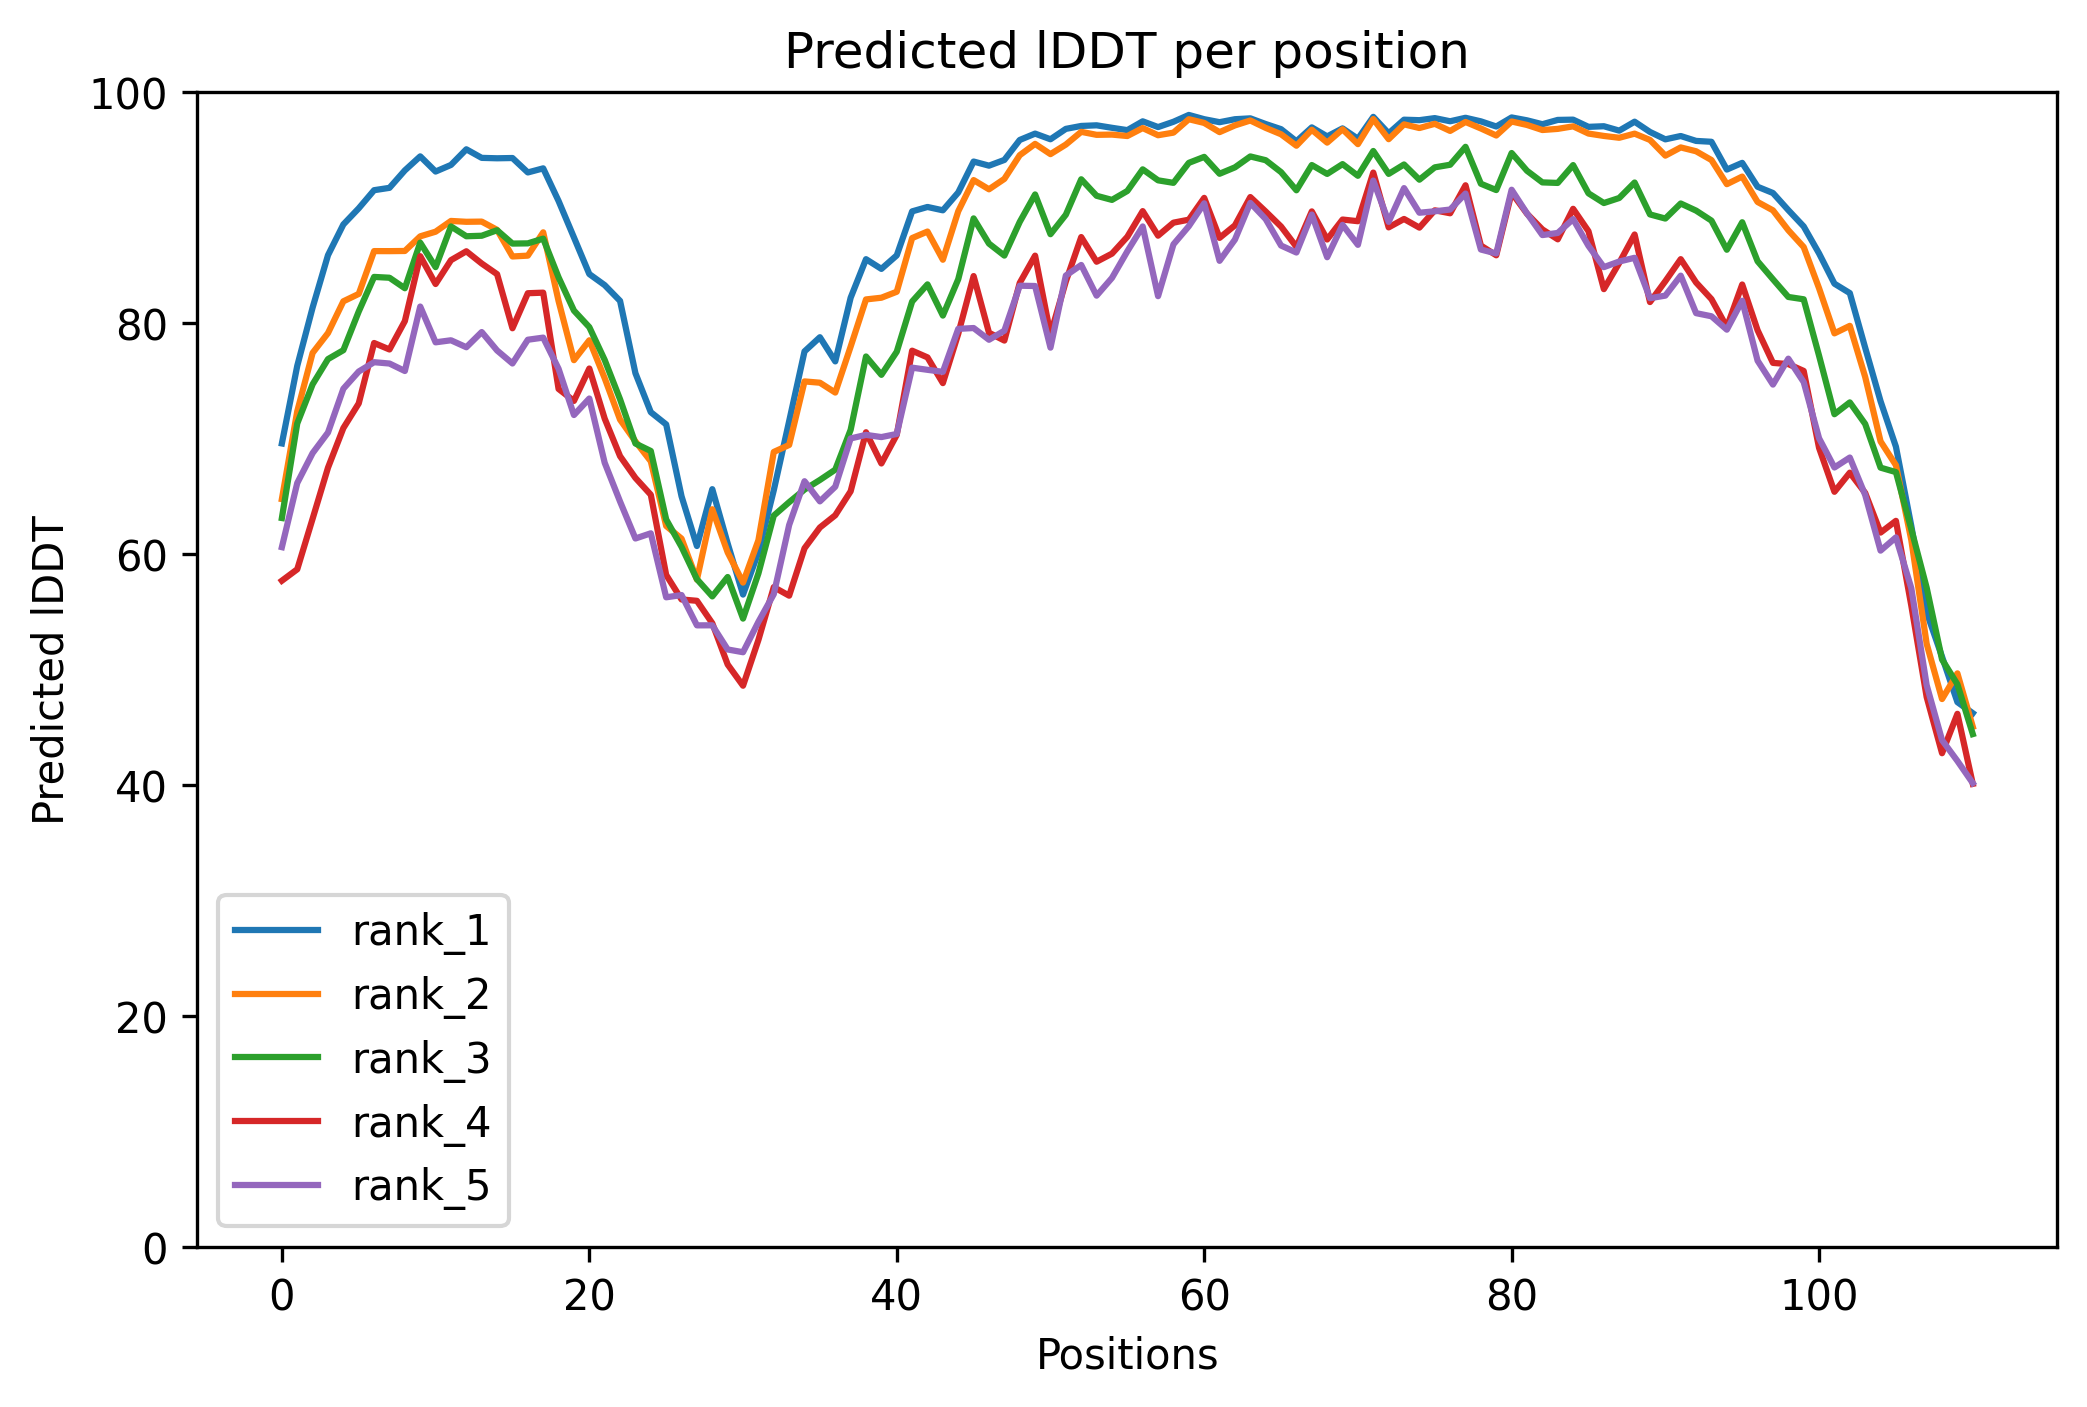 Predicted lDDT per position
100
80
60
40
20
0
Predicted lDDT
rank_1
rank_2
rank_3
rank_4
rank_5
0 20 40 60 80 100
Positions